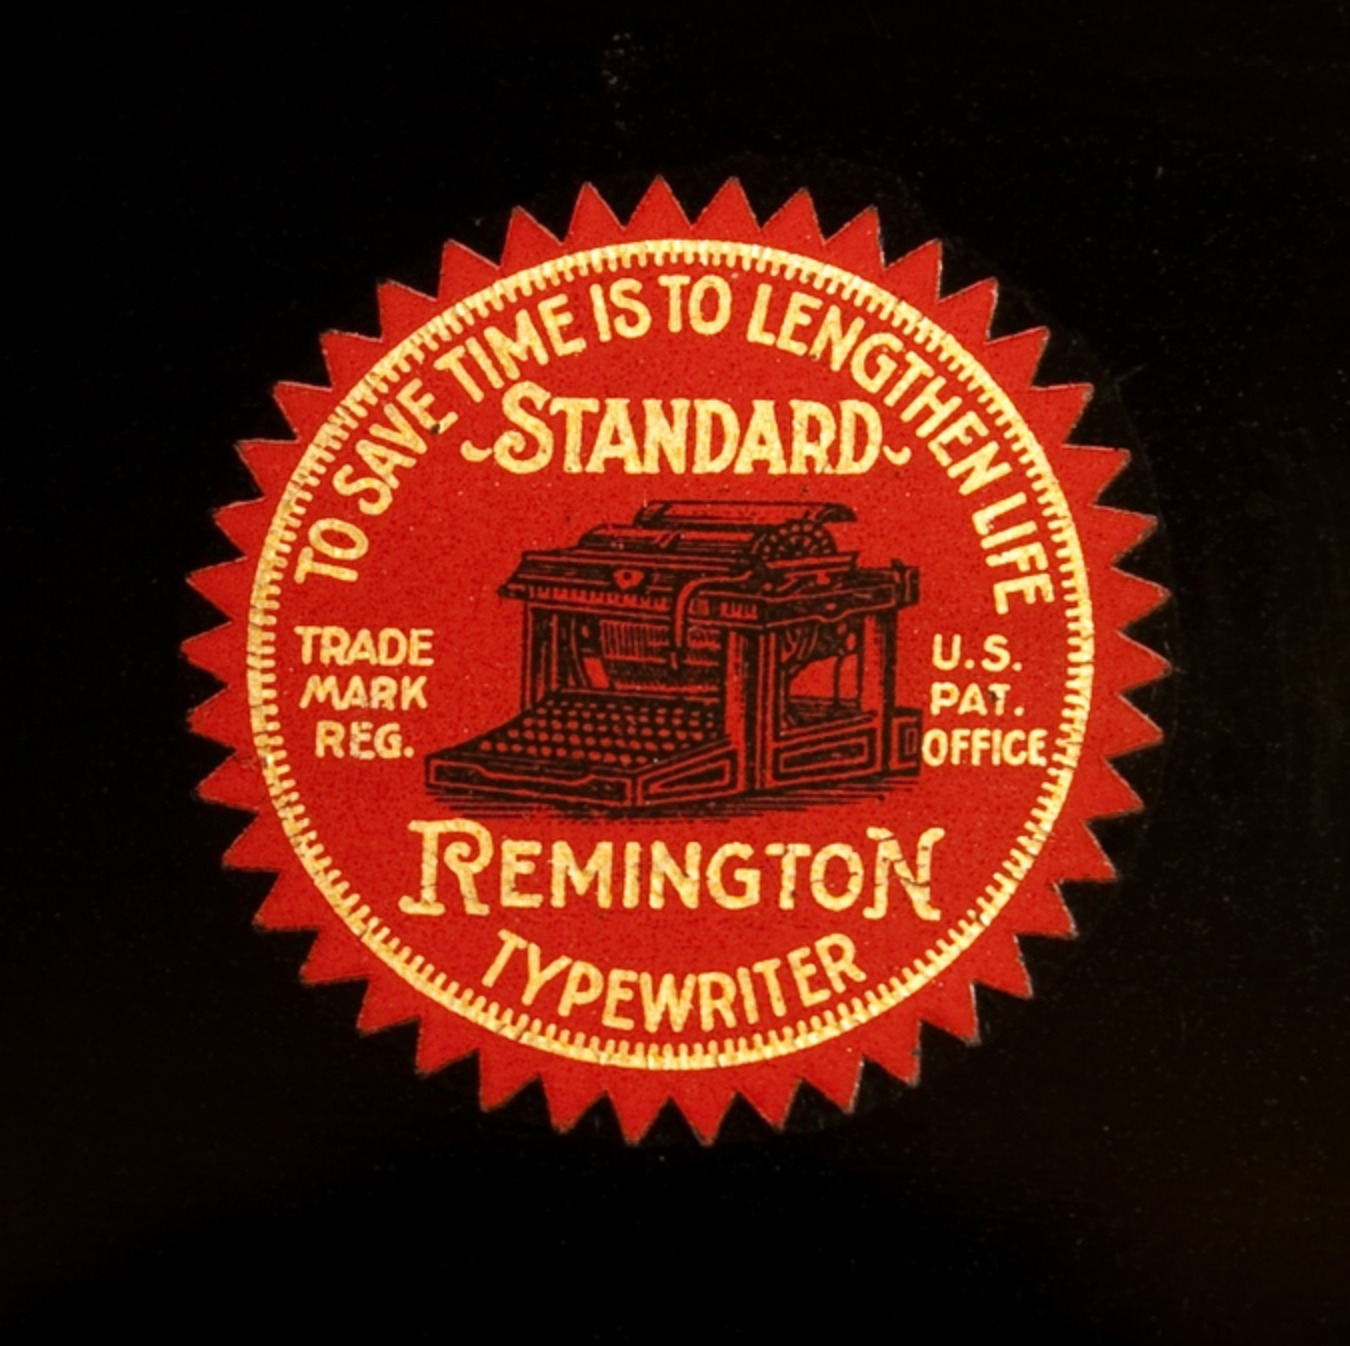 TO SAVE TIME IS TO LENGTHEN LIFE
STANDARD
TRADE
MARK
REG.
U.S.
PAT.
OFFICE
REMINGTON
TYPEWRITER